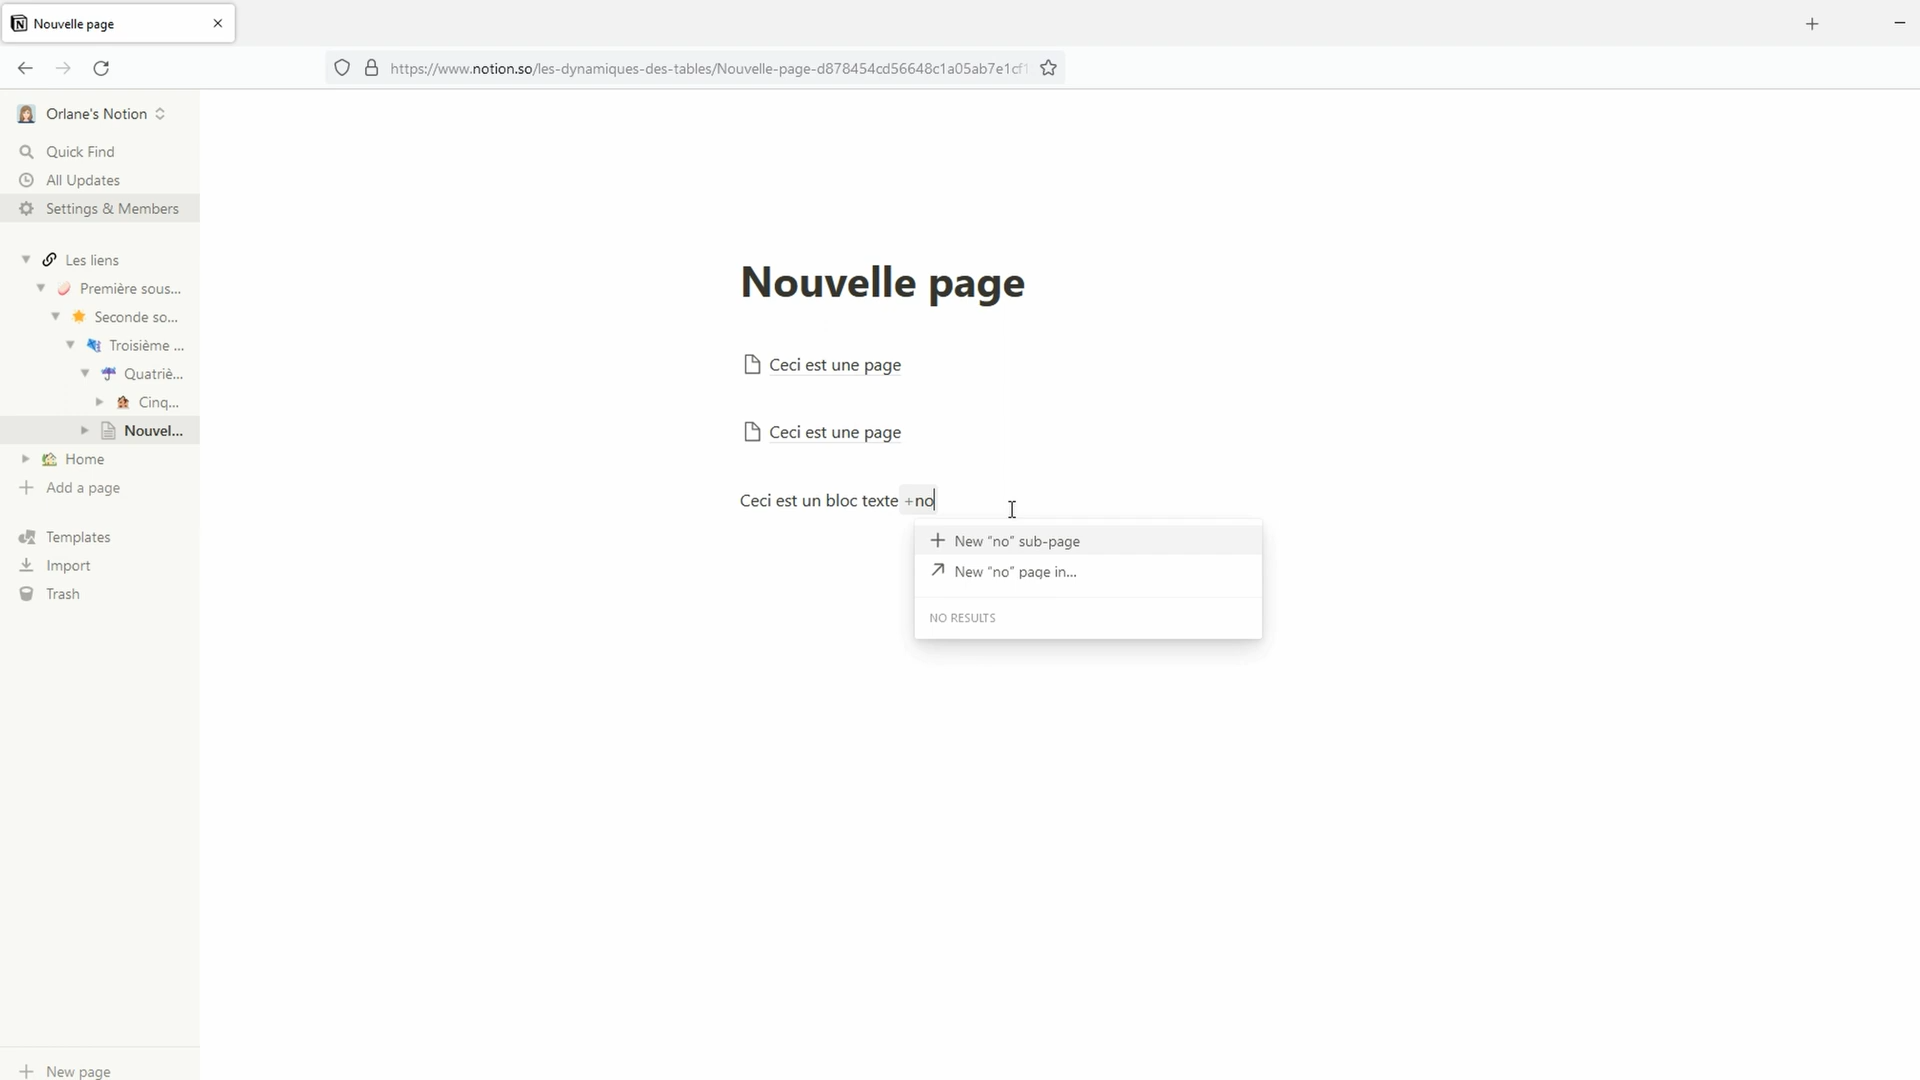 Nouvelle page
https://www.notion.so/les-dynamiques-des-tables/Nouvelle-page-d878454cd56648c1a05ab7e1cf1
Orlane's Notion
Quick Find
All Updates
Settings & Members
Les liens
Première sous...
Seconde so...
Troisième ...
Quatriè...
Cinq...
Nouvel...
Home
Add a page
Templates
Import
Trash
New page
Nouvelle page
Ceci est une page
Ceci est une page
Ceci est un bloc texte +no
New “no” sub-page
New “no” page in...
NO RESULTS